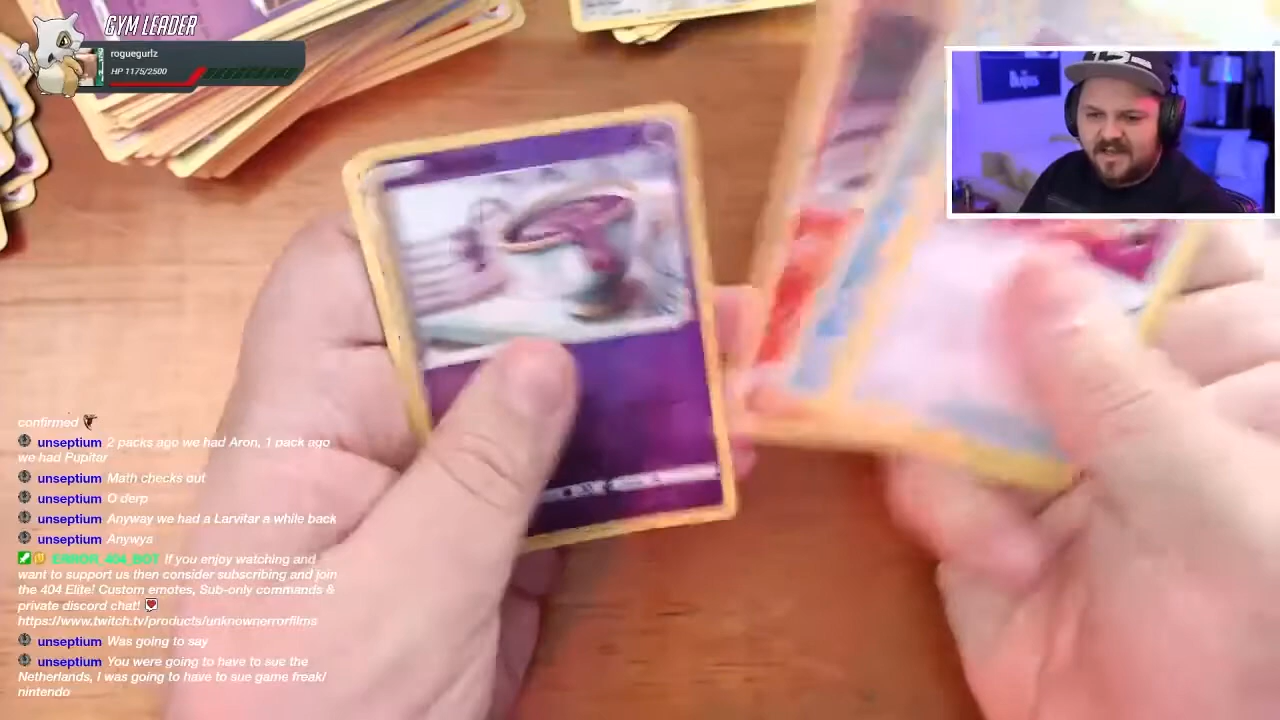 GYM LEADER
roguegurlz
HP 1175/2500
confirmed
unseptium 2 packs ago we had Aron, 1 pack ago
we had Pupitar
unseptium Math checks out
unseptium O derp
unseptium Anyway we had a Larvitar a while back
unseptium Anywya
ERROR_404_BOT If you enjoy watching and
want to support us then consider subscribing and join
the 404 Elite! Custom emotes, Sub-only commands &
private discord chat!
https://www.twitch.tv/products/unknownerrorfilms
unseptium Was going to say
unseptium You were going to have to sue the
Netherlands, I was going to have to sue game freak/
nintendo